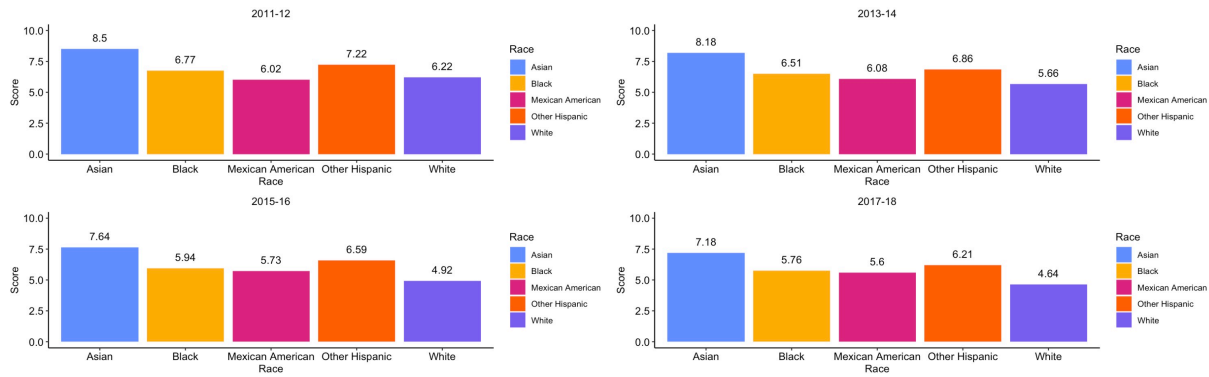 2011-12
10.0
7.5
5.0
2.5
0.0
Score
8.5
6.77
6.02
7.22
6.22
Asian
Black
Mexican American
Other Hispanic
White
Race
Race
Asian
Black
Mexican American
Other Hispanic
White
2013-14
10.0
7.5
5.0
2.5
0.0
Score
8.18
6.51
6.08
6.86
5.66
Asian
Black
Mexican American
Other Hispanic
White
Race
Race
Asian
Black
Mexican American
Other Hispanic
White
2015-16
10.0
7.5
5.0
2.5
0.0
Score
7.64
5.94
5.73
6.59
4.92
Asian
Black
Mexican American
Other Hispanic
White
Race
Race
Asian
Black
Mexican American
Other Hispanic
White
2017-18
10.0
7.5
5.0
2.5
0.0
Score
7.18
5.76
5.6
6.21
4.64
Asian
Black
Mexican American
Other Hispanic
White
Race
Race
Asian
Black
Mexican American
Other Hispanic
White